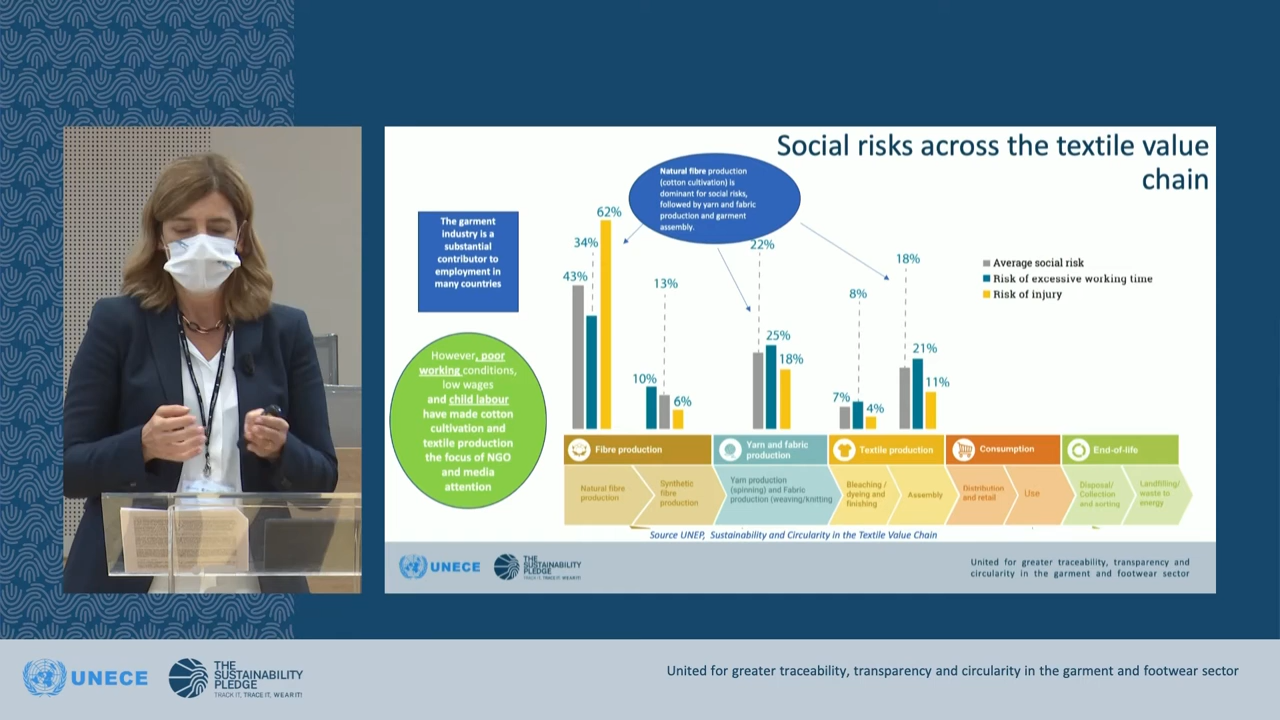 Social risks across the textile value
chain
Natural fibre production
(cotton cultivation) is
dominant for social risks,
followed by yarn and fabric
production and garment
assembly.
The garment
industry is a
substantial
contributor to
employment in
many countries
However, poor
working conditions,
low wages
and child labour
have made cotton
cultivation and
textile production
the focus of NGO
and media
attention
62%
34%
43%
13%
10%
6%
22%
25%
18%
8%
7%
4%
18%
21%
11%
Average social risk
Risk of excessive working time
Risk of injury
Fibre production
Yarn and fabric
production
Textile production
Consumption
End-of-life
Natural fibre
production
Synthetic
fibre
production
Yarn production
(spinning) and Fabric
production (weaving/knitting
Bleaching /
dyeing and
finishing
Assembly
Distribution
and retail
Use
Disposal/
Collection
and sorting
Landfilling/
waste to
energy
Source UNEP, Sustainability and Circularity in the Textile Value Chain
UNECE
THE
SUSTAINABILITY
PLEDGE
TRACK IT, TRACE IT, WEAR IT!
United for greater traceability, transparency and
circularity in the garment and footwear sector
UNECE
THE
SUSTAINABILITY
PLEDGE
TRACK IT, TRACE IT, WEAR IT!
United for greater traceability, transparency and circularity in the garment and footwear sector